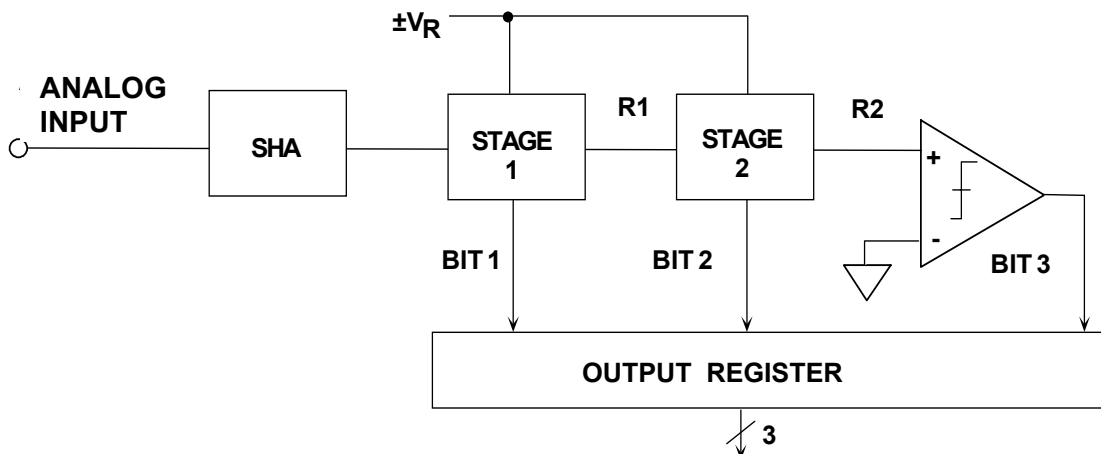 ±VR
ANALOG
INPUT
SHA
STAGE
1
R1
STAGE
2
R2
+
-
BIT 1
BIT 2
BIT 3
OUTPUT REGISTER
3